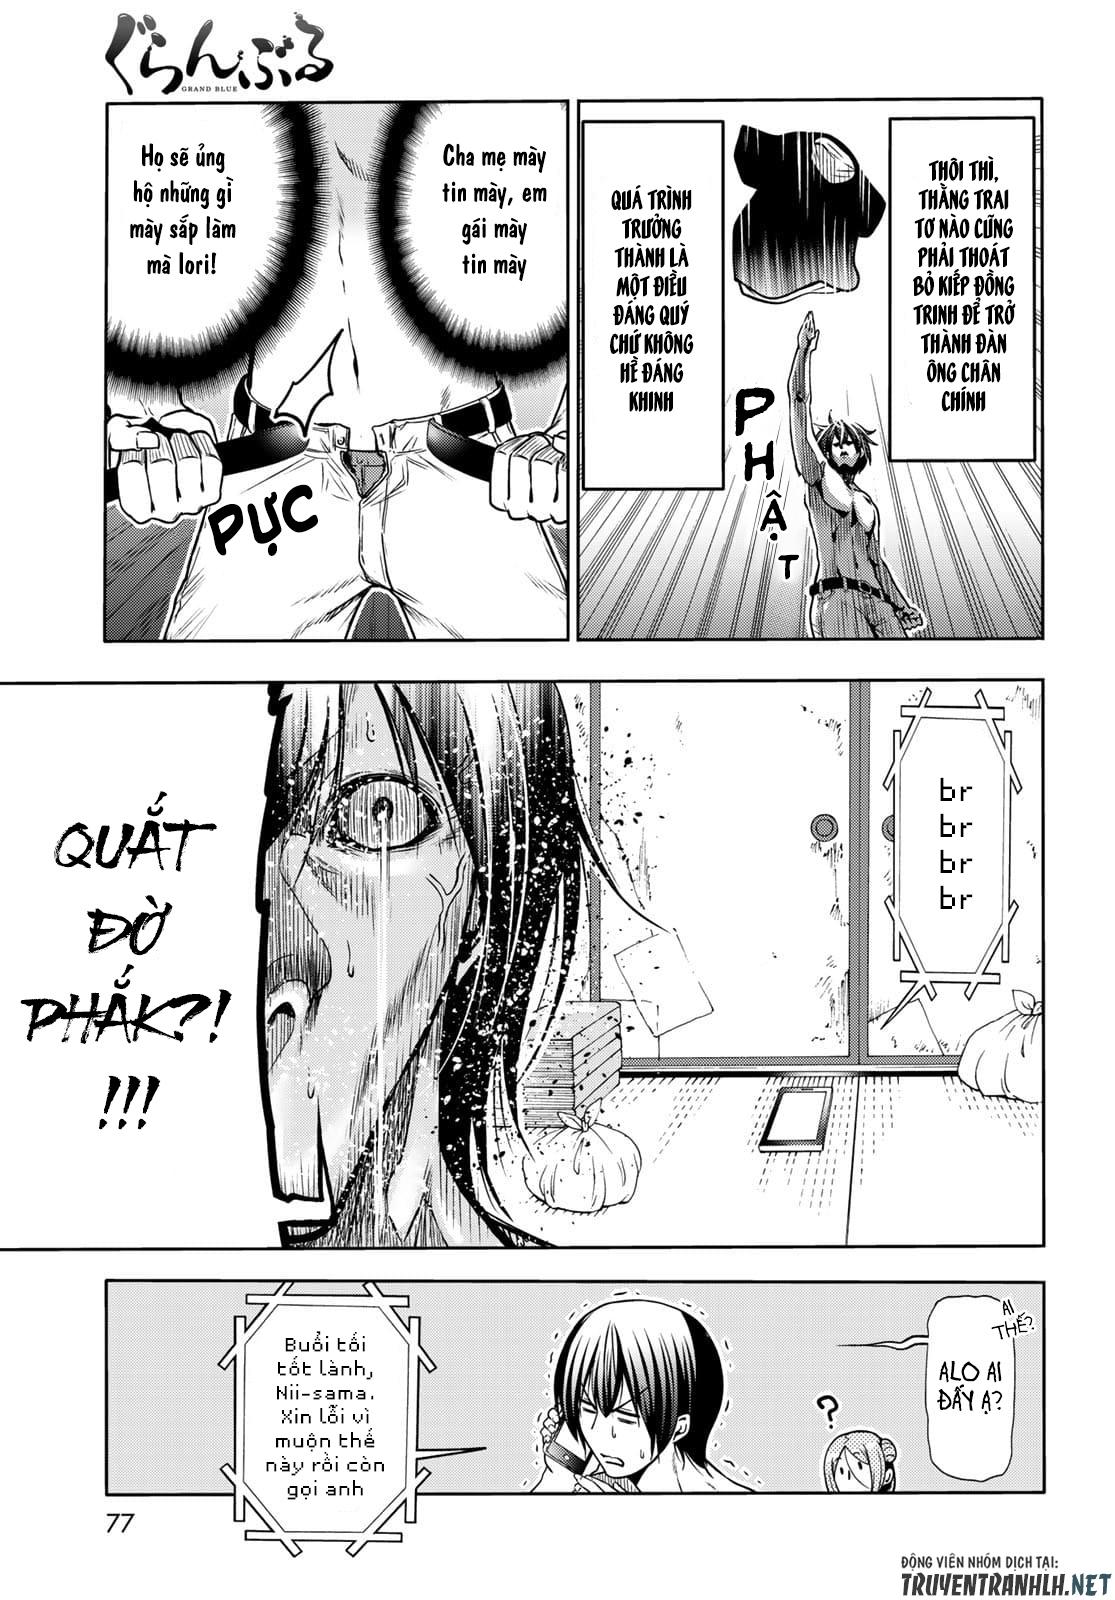 ぐらんぶる
GRAND BLUE
THÔI THÌ,
THẰNG TRAI
TƠ NÀO CŨNG
PHẢI THOÁT
BỎ KIẾP ĐỒNG
TRINH ĐỂ TRỞ
THÀNH ĐÀN
ÔNG CHÂN
CHÍNH
QUÁ TRÌNH
TRƯỞNG
THÀNH LÀ
MỘT ĐIỀU
ĐÁNG QUÝ
CHỨ KHÔNG
HỀ ĐÁNG
KHINH
PHẬT
Cha mẹ mày
tin mày, em
gái mày
tin mày
Họ sẽ ủng
hộ những gì
mày sắp làm
mà Iori!
PỰC
br
br
br
br
QUẮT
ĐỜ
PHẮK?!
!!!
AI
THẾ?
ALO AI
ĐẤY Ạ?
?
Buổi tối
tốt lành,
Nii-sama.
Xin lỗi vì
muộn thế
này rồi còn
gọi anh
77
ĐỘNG VIÊN NHÓM DỊCH TẠI:
TRUYENTRANHLH.NET